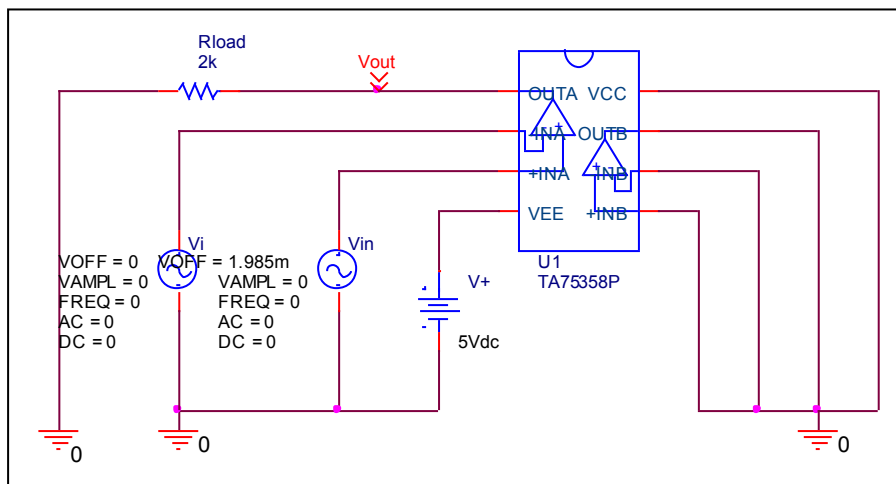 Rload
2k
Vout
OUTA VCC
-INA OUTB
+INA -INB
VEE +INB
U1
TA75358P
Vi
VOFF = 0
VAMPL = 0
FREQ = 0
AC = 0
DC = 0
Vin
VOFF = 1.985m
VAMPL = 0
FREQ = 0
AC = 0
DC = 0
V+
5Vdc
0
0
0